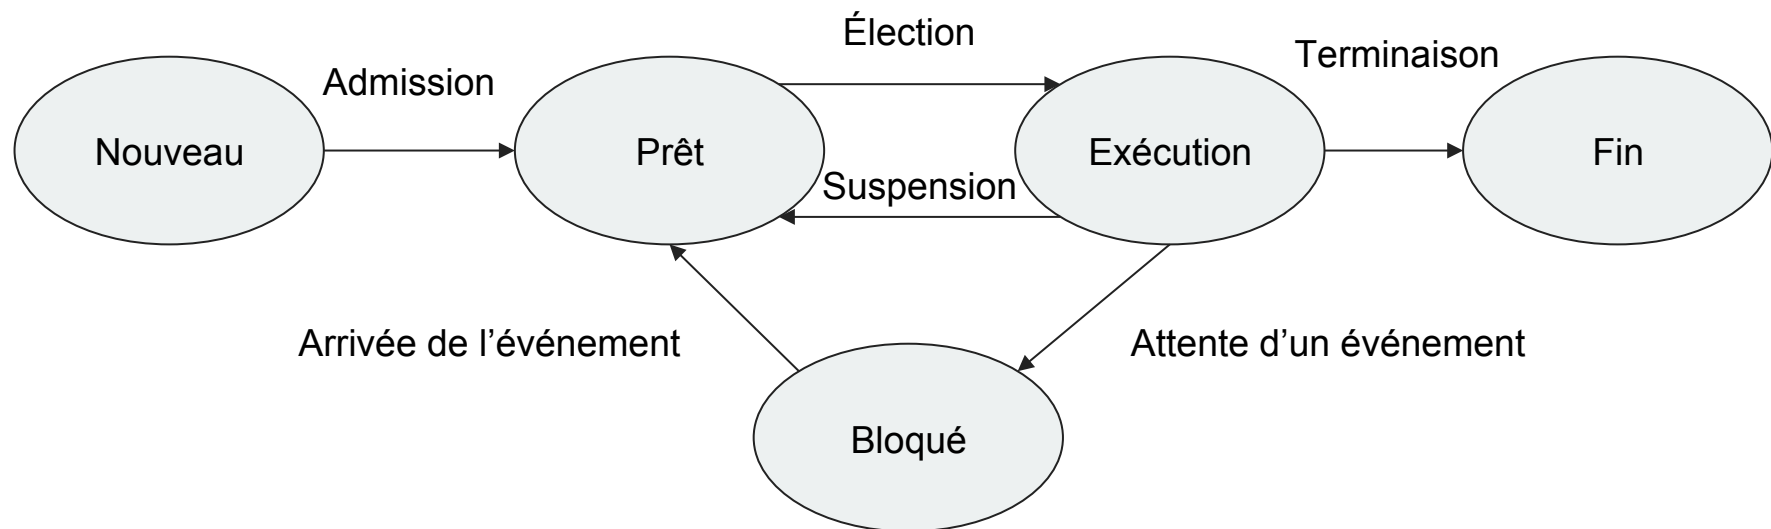 Élection
Terminaison
Admission
Nouveau
Prêt
Exécution
Fin
Suspension
Arrivée de l’événement
Attente d’un événement
Bloqué